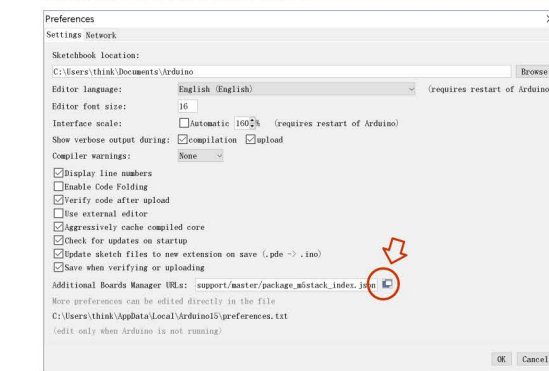 Preferences
Settings Network
Sketchbook location:
C:\Users\think\Documents\Arduino Browse
Editor language: English (English) (requires restart of Arduino
Editor font size: 16
Interface scale: Automatic 160 % (requires restart of Arduino)
Show verbose output during: compilation upload
Compiler warnings: None
Display line numbers
Enable Code Folding
Verify code after upload
Use external editor
Aggressively cache compiled core
Check for updates on startup
Update sketch files to new extension on save (.pde -> .ino)
Save when verifying or uploading
Additional Boards Manager URLs: support/master/package_m5stack_index.json
More preferences can be edited directly in the file
C:\Users\think\AppData\Local\Arduino15\preferences.txt
(edit only when Arduino is not running)
OK Cancel